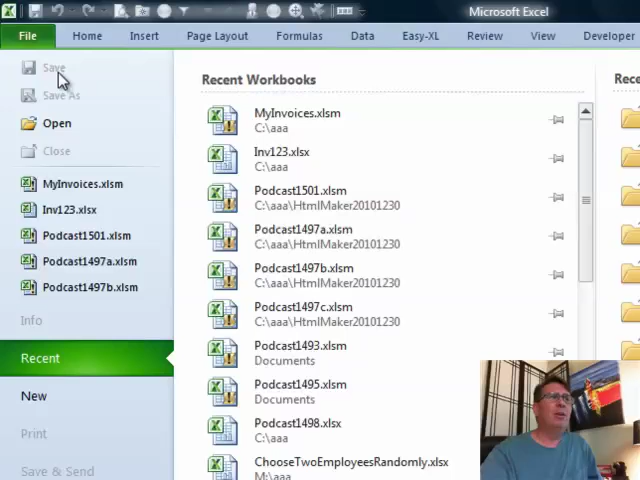 Microsoft Excel
File Home Insert Page Layout Formulas Data Easy-XL Review View Developer
Save
Save As
Open
Close
MyInvoices.xlsm
Inv123.xlsx
Podcast1501.xlsm
Podcast1497a.xlsm
Podcast1497b.xlsm
Info
Recent
New
Print
Save & Send
Recent Workbooks
MyInvoices.xlsm
C:\aaa
Inv123.xlsx
C:\aaa
Podcast1501.xlsm
C:\aaa\HtmlMaker20101230
Podcast1497a.xlsm
C:\aaa\HtmlMaker20101230
Podcast1497b.xlsm
C:\aaa\HtmlMaker20101230
Podcast1497c.xlsm
C:\aaa\HtmlMaker20101230
Podcast1493.xlsm
Documents
Podcast1495.xlsm
Documents
Podcast1498.xlsx
C:\aaa
ChooseTwoEmployeesRandomly.xlsx
M:\aaa
Rece